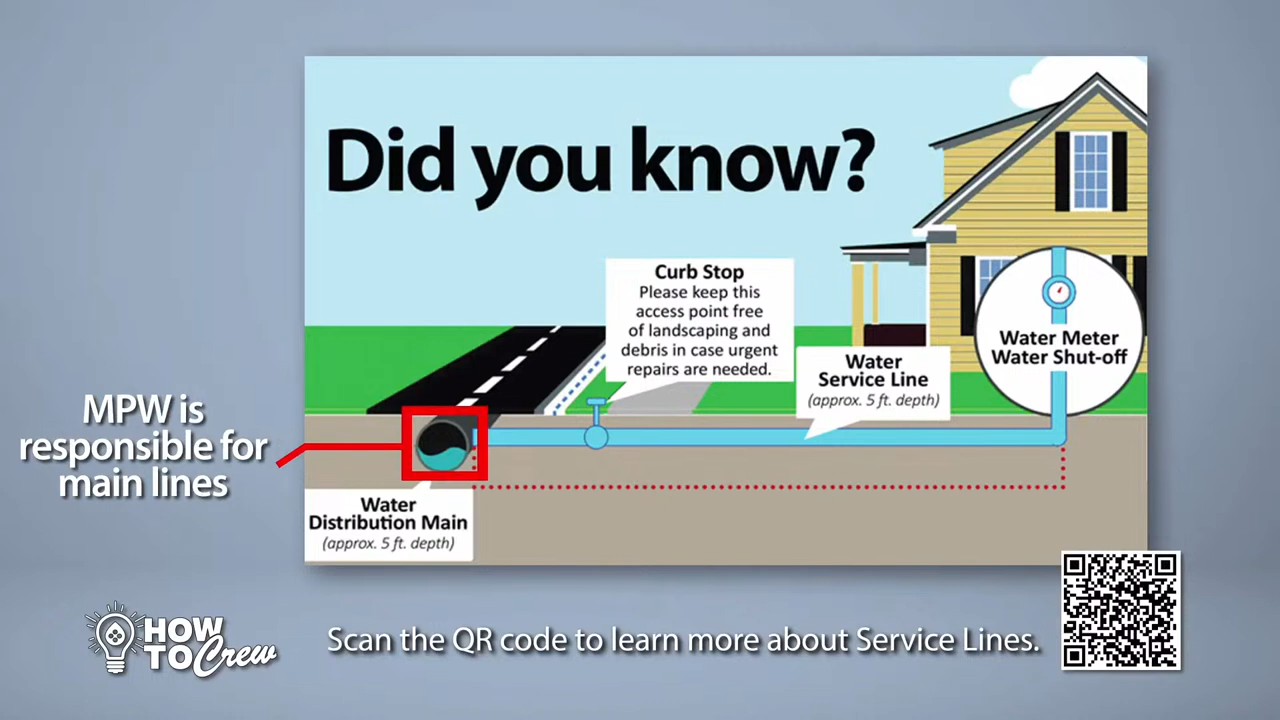 Did you know?
Curb Stop
Please keep this
access point free
of landscaping and
debris in case urgent
repairs are needed.
Water
Service Line
(approx. 5 ft. depth)
Water Meter
Water Shut-off
MPW is
responsible for
main lines
Water
Distribution Main
(approx. 5 ft. depth)
HOW
TO Crew
Scan the QR code to learn more about Service Lines.